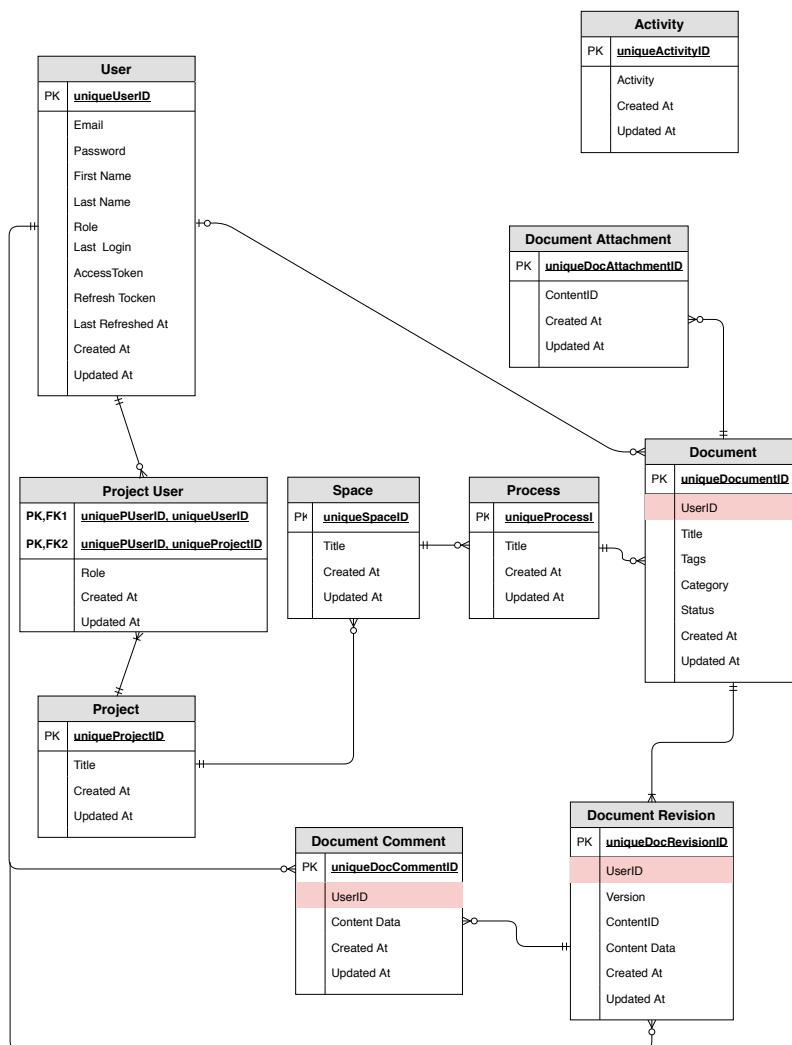 Activity
PK uniqueActivityID
Activity
Created At
Updated At
User
PK uniqueUserID
Email
Password
First Name
Last Name
Role
Last Login
AccessToken
Refresh Tocken
Last Refreshed At
Created At
Updated At
Document Attachment
PK uniqueDocAttachmentID
ContentID
Created At
Updated At
Document
PK uniqueDocumentID
UserID
Title
Tags
Category
Status
Created At
Updated At
Project User
PK,FK1 uniquePUserID, uniqueUserID
PK,FK2 uniquePUserID, uniqueProjectID
Role
Created At
Updated At
Space
PK uniqueSpaceID
Title
Created At
Updated At
Process
PK uniqueProcessI
Title
Created At
Updated At
Project
PK uniqueProjectID
Title
Created At
Updated At
Document Comment
PK uniqueDocCommentID
UserID
Content Data
Created At
Updated At
Document Revision
PK uniqueDocRevisionID
UserID
Version
ContentID
Content Data
Created At
Updated At